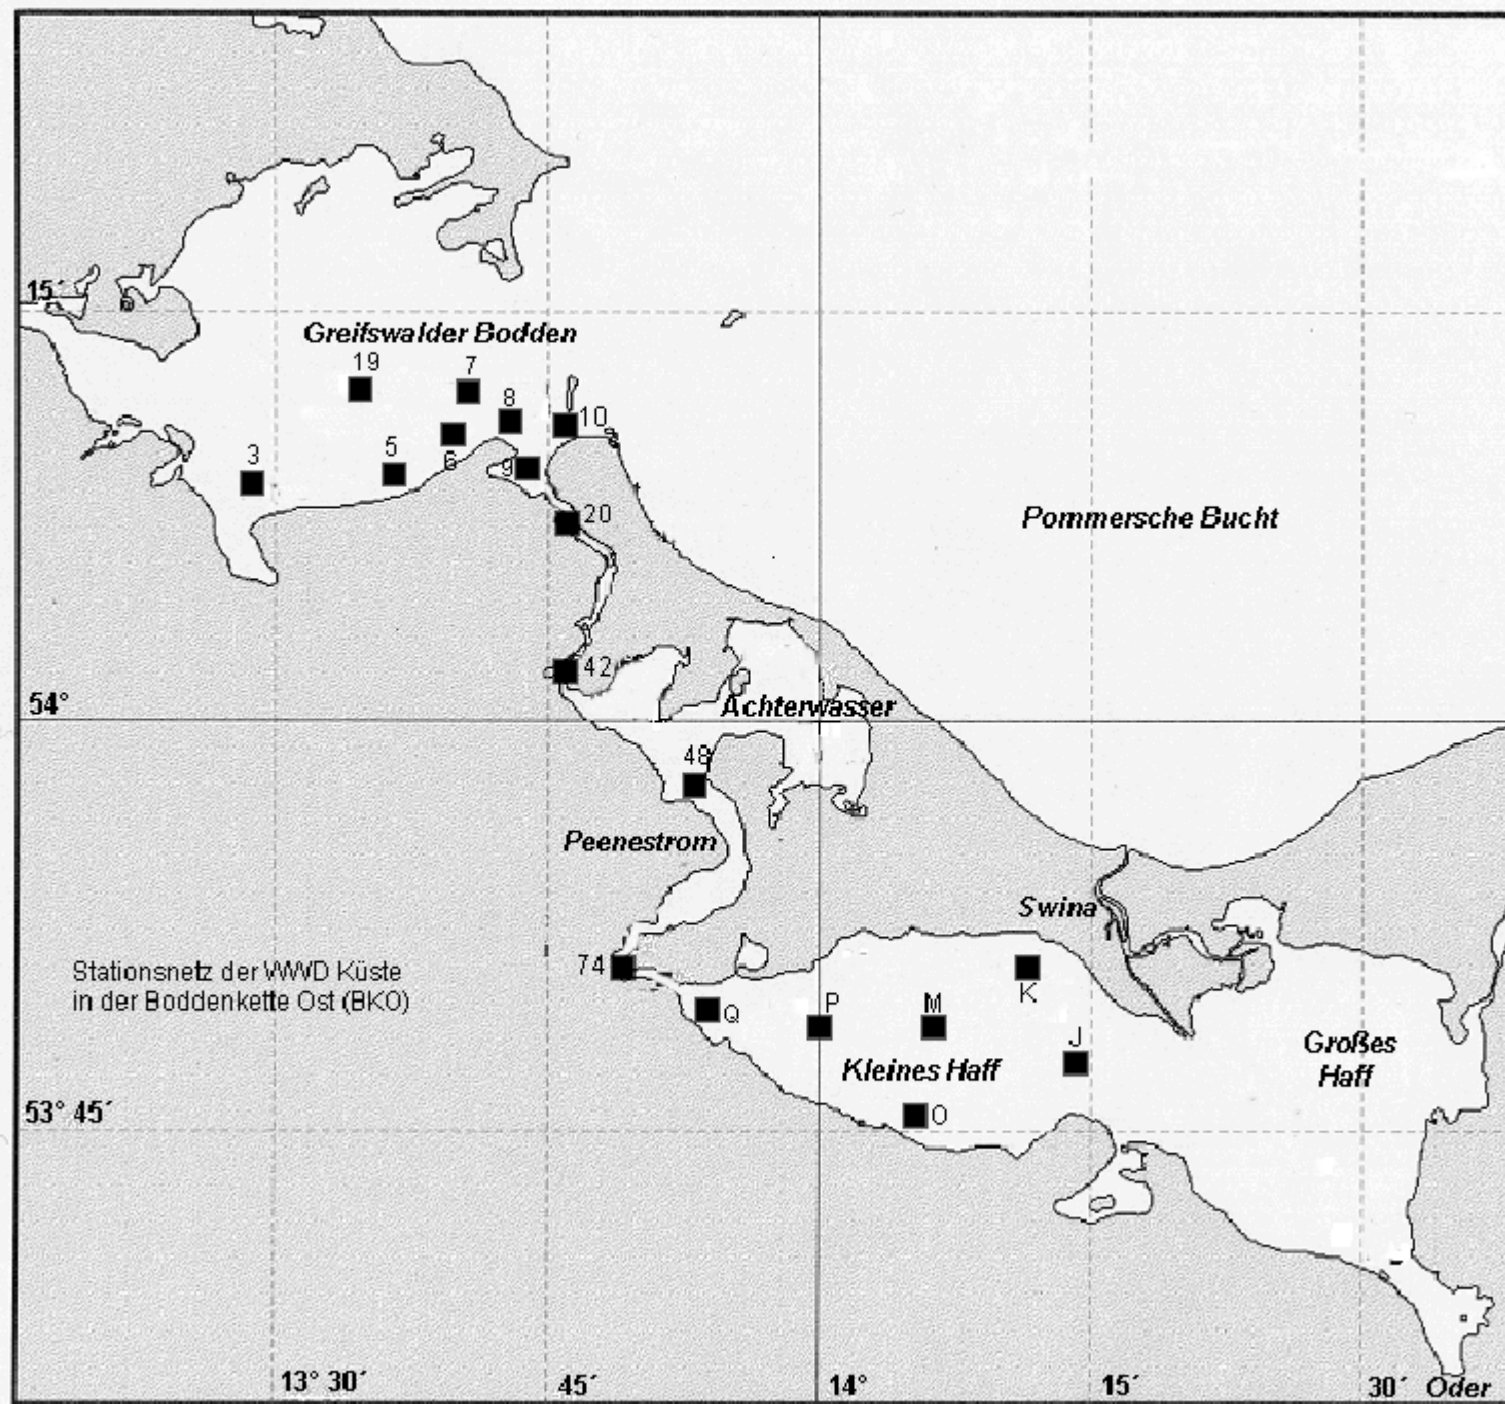 15´
Greifswalder Bodden
19
7
8
10
3
5
6
9
20
Pommersche Bucht
42
54°
Achterwasser
48
Peenestrom
Swina
74
Stationsnetz der WWD Küste
in der Boddenkette Ost (BKO)
K
Q
P
M
J
Großes
Haff
Kleines Haff
53° 45´
O
13° 30´
45´
14°
15´
30´
Oder